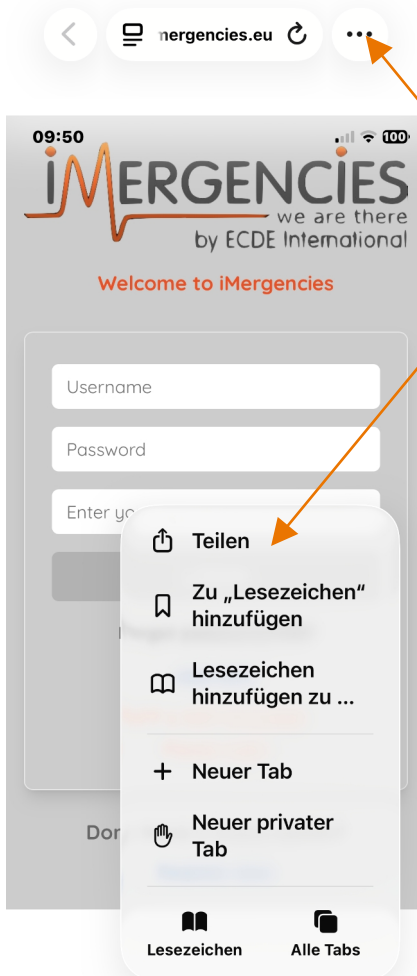 mergencies.eu
09:50
100
iMERGENCIES
we are there
by ECDE International
Welcome to iMergencies
Username
Password
Enter yo
Teilen
Zu „Lesezeichen“
hinzufügen
Lesezeichen
hinzufügen zu ...
Neuer Tab
Don
Neuer privater
Tab
Lesezeichen
Alle Tabs